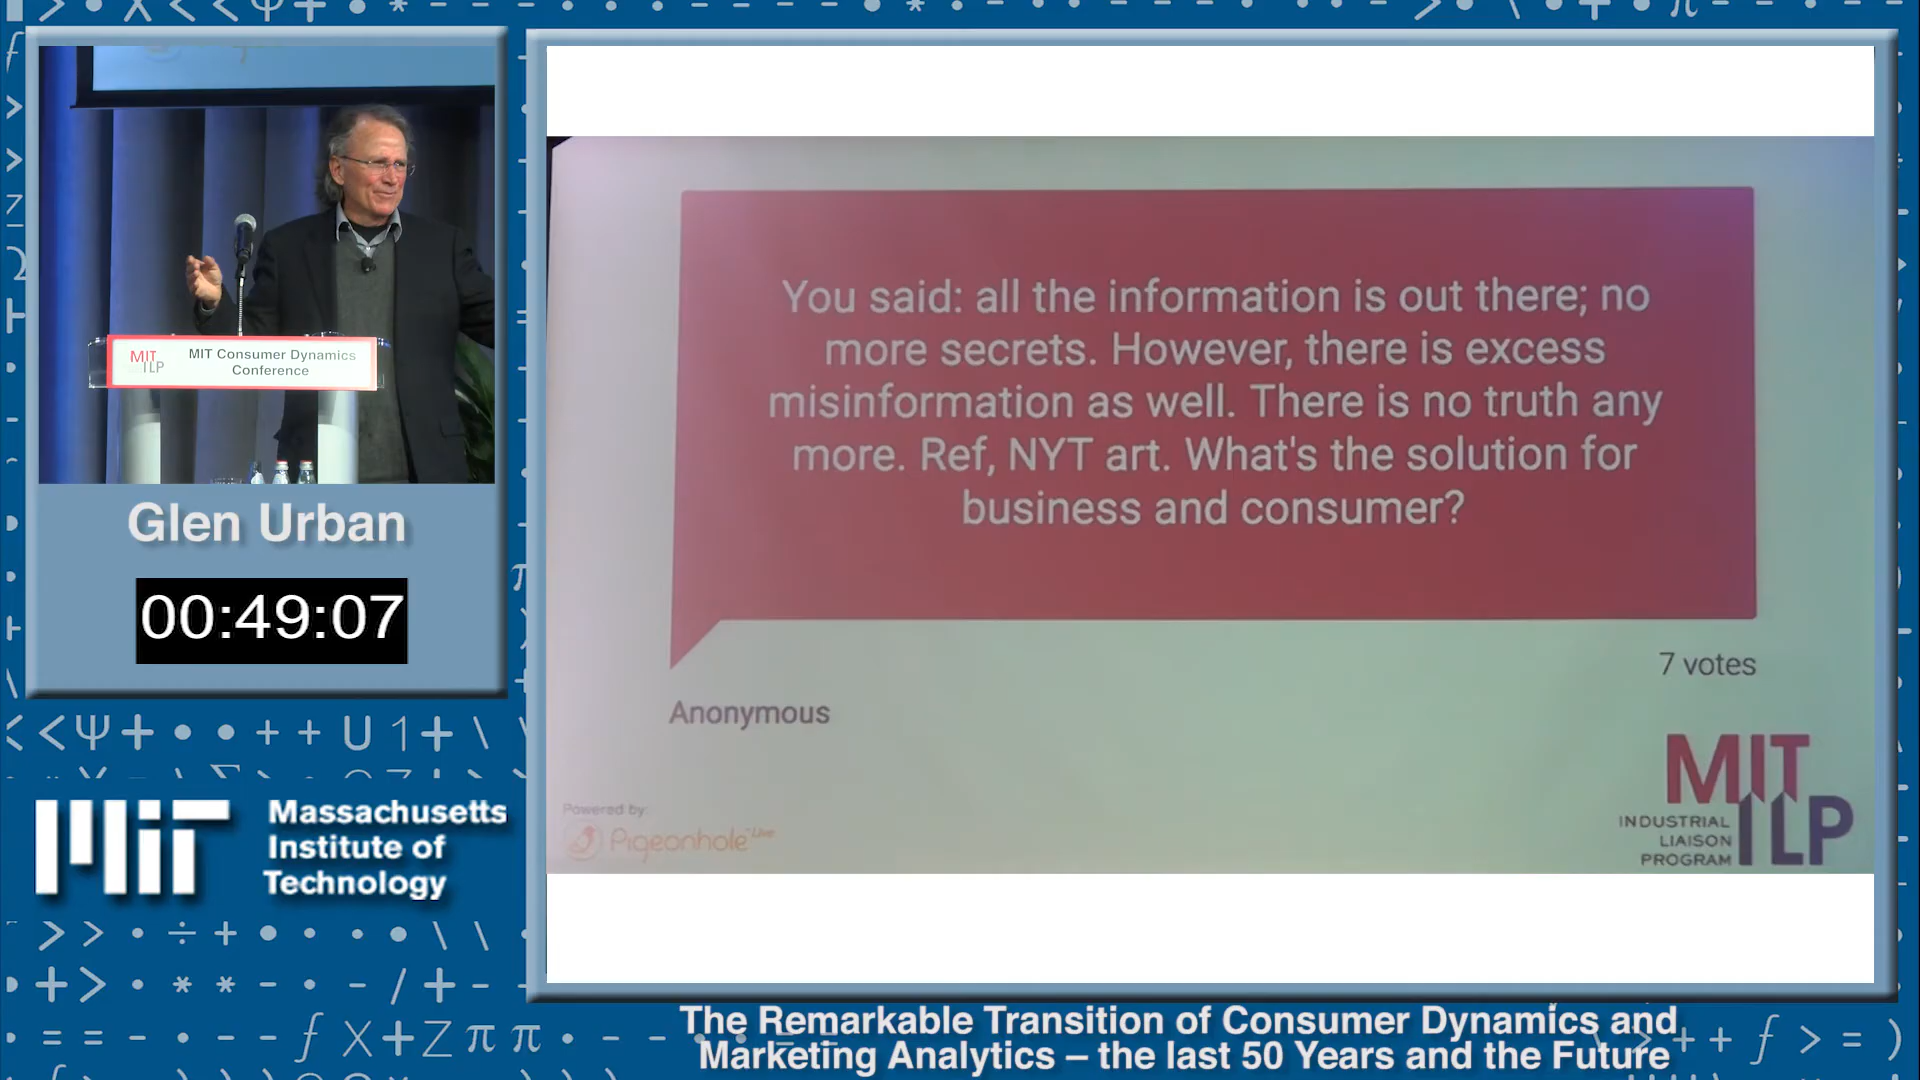 MIT
ILP
MIT Consumer Dynamics
Conference
Glen Urban
00:49:07
Massachusetts
Institute of
Technology
You said: all the information is out there; no
more secrets. However, there is excess
misinformation as well. There is no truth any
more. Ref, NYT art. What's the solution for
business and consumer?
7 votes
Anonymous
Powered by:
Pigeonhole Live
MIT
ILP
INDUSTRIAL
LIAISON
PROGRAM
MIT
The Remarkable Transition of Consumer Dynamics and
Marketing Analytics – the last 50 Years and the Future